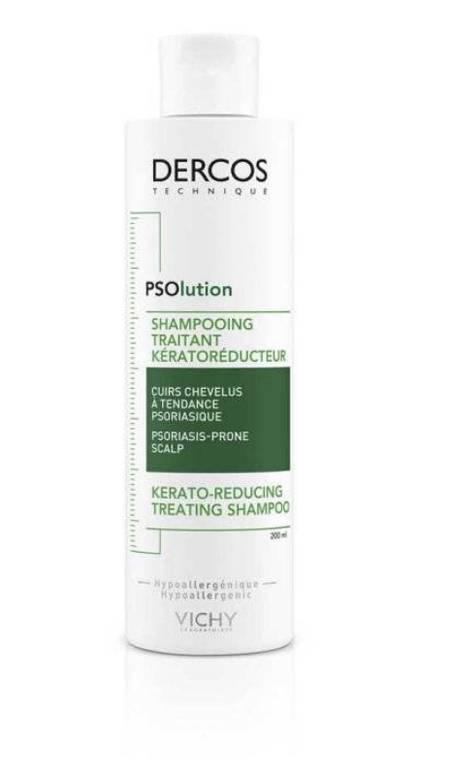 DERCOS
TECHNIQUE
PSOlution
SHAMPOOING
TRAITANT
KÉRATORÉDUCTEUR
CUIRS CHEVELUS
À TENDANCE
PSORIASIQUE
PSORIASIS-PRONE
SCALP
KERATO-REDUCING
TREATING SHAMPOO
200 ml
Hypoallergénique
Hypoallergenic
VICHY
LABORATOIRES